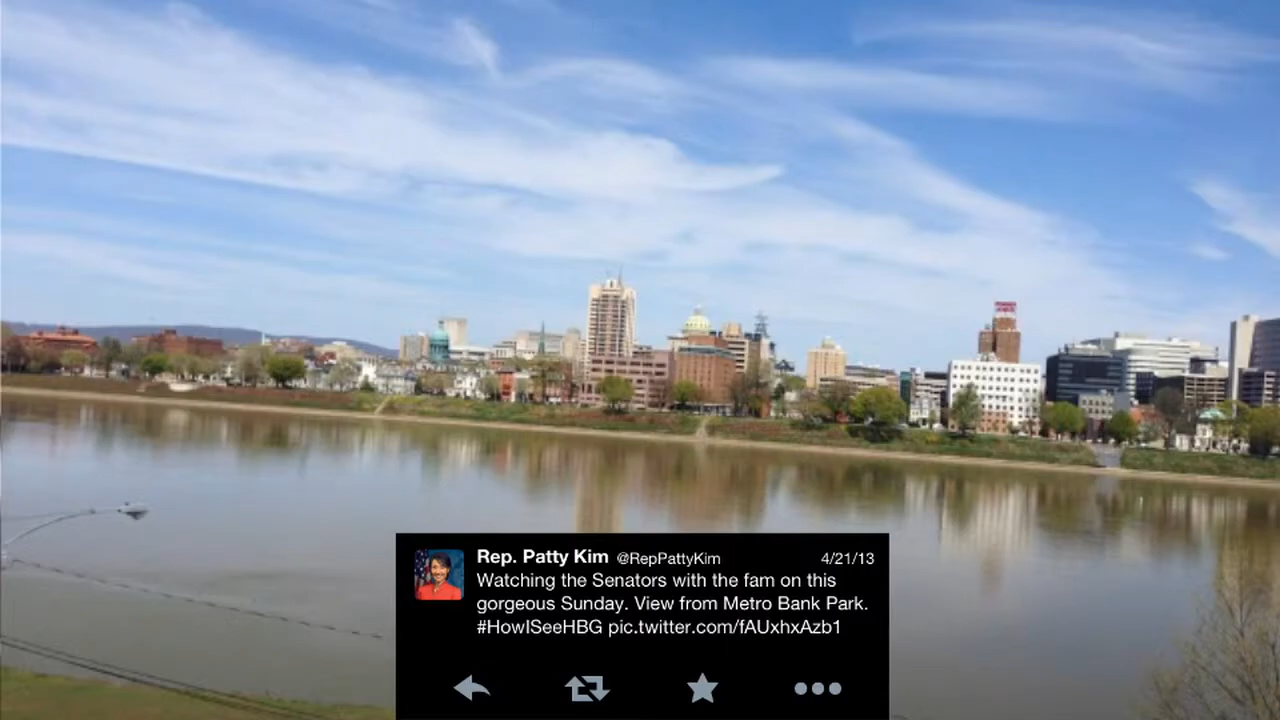 Rep. Patty Kim @RepPattyKim 4/21/13
Watching the Senators with the fam on this
gorgeous Sunday. View from Metro Bank Park.
#HowISeeHBG pic.twitter.com/fAUxhxAzb1